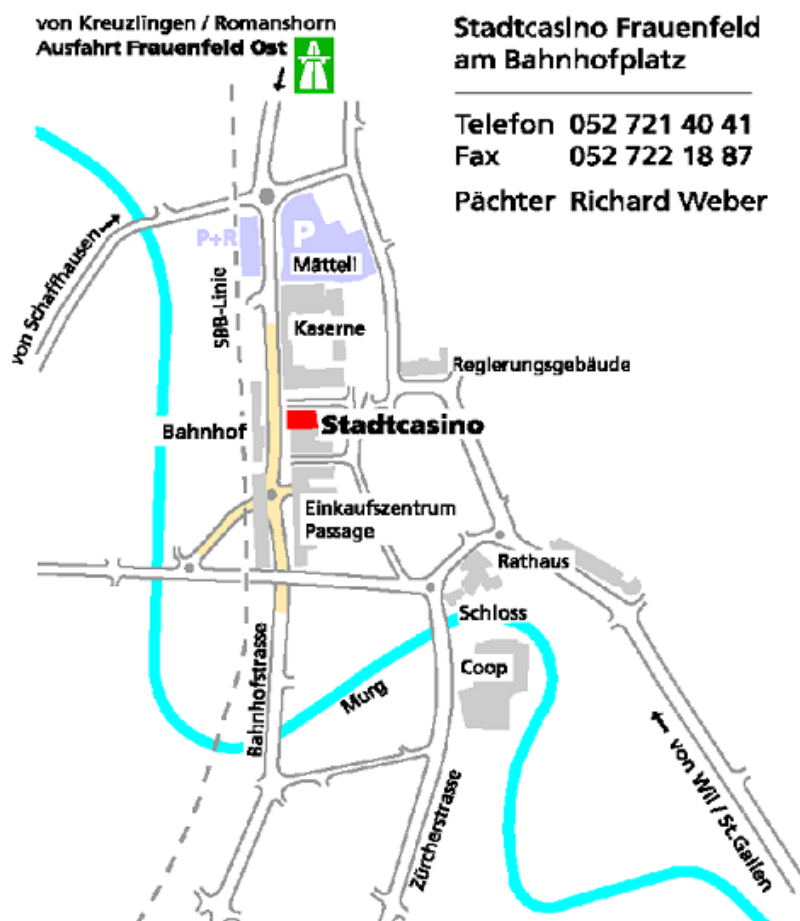 von Kreuzlingen / Romanshorn
Ausfahrt Frauenfeld Ost
Stadtcasino Frauenfeld
am Bahnhofplatz
Telefon 052 721 40 41
Fax 052 722 18 87
Pächter Richard Weber
von Schaffhausen
P+R
P
Mätteli
SBB-Linie
Kaserne
Regierungsgebäude
Bahnhof
Stadtcasino
Einkaufszentrum
Passage
Rathaus
Schloss
Bahnhofstrasse
Coop
Murg
von Wil / St.Gallen
Zürcherstrasse